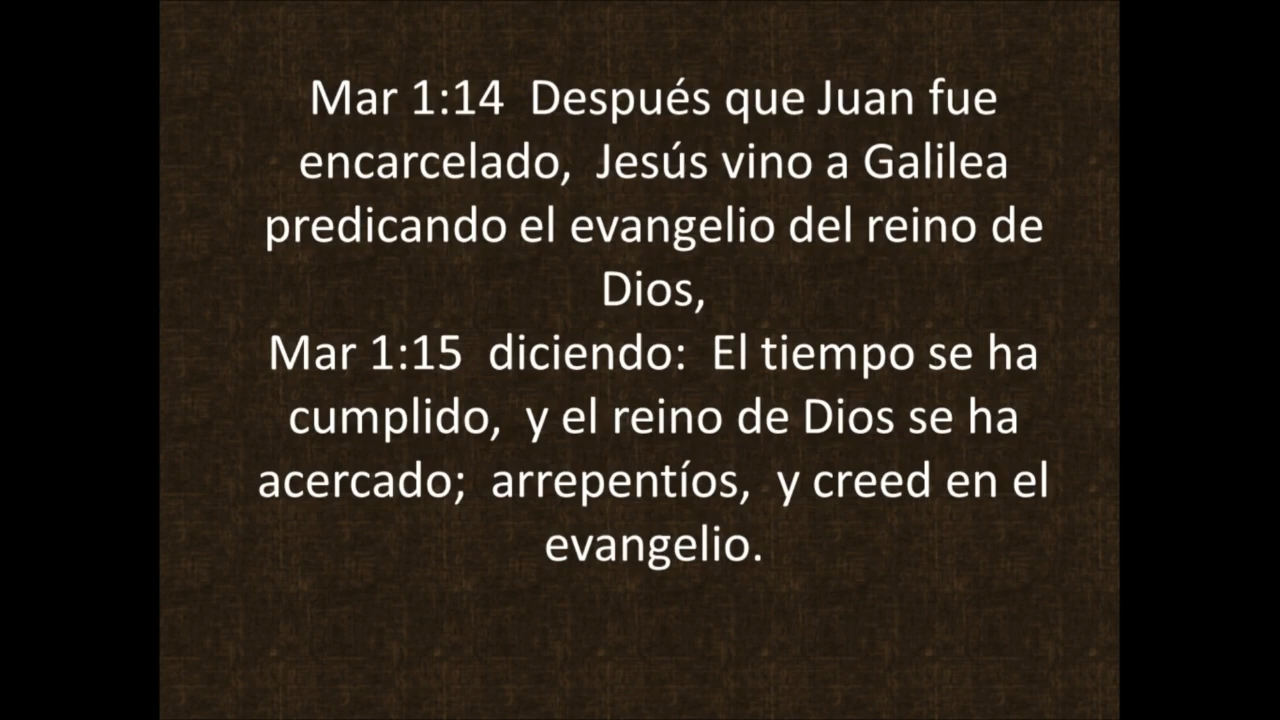 Mar 1:14  Después que Juan fue
encarcelado,  Jesús vino a Galilea
predicando el evangelio del reino de
Dios,
Mar 1:15  diciendo:  El tiempo se ha
cumplido,  y el reino de Dios se ha
acercado;  arrepentíos,  y creed en el
evangelio.